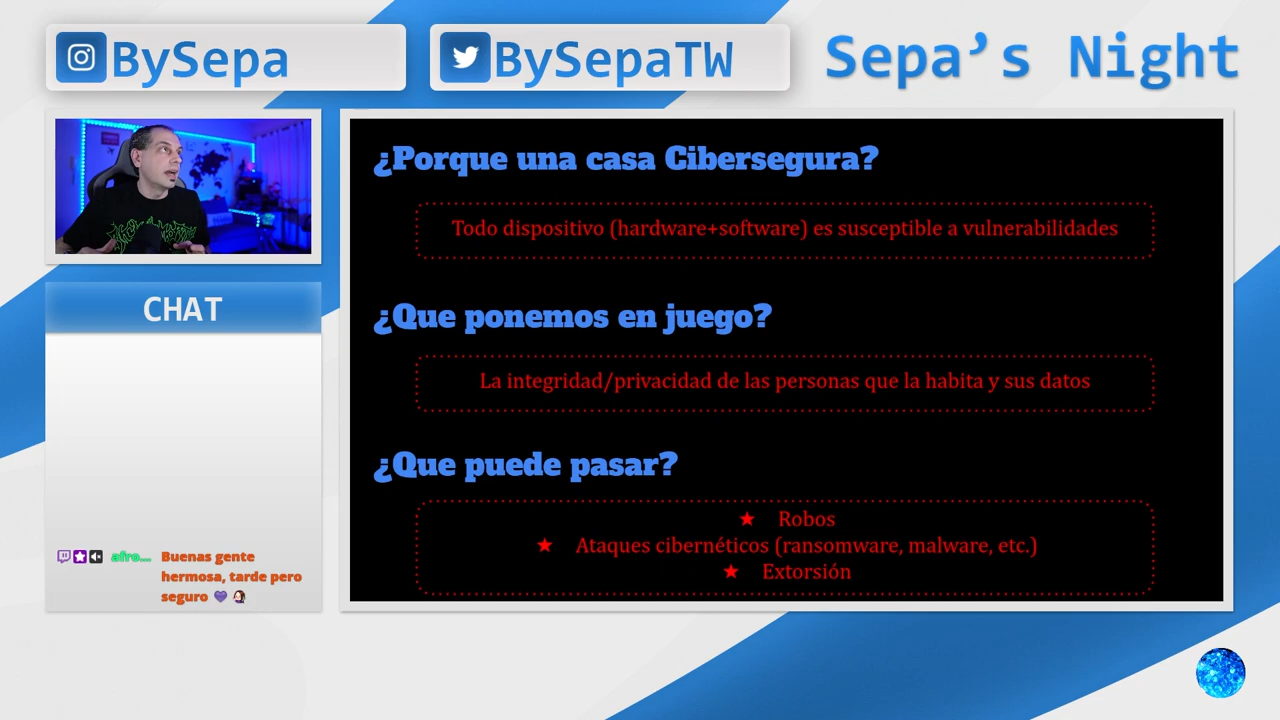 BySepa
BySepaTW
Sepa’s Night
CHAT
afro... Buenas gente
hermosa, tarde pero
seguro
¿Porque una casa Cibersegura?
Todo dispositivo (hardware+software) es susceptible a vulnerabilidades
¿Que ponemos en juego?
La integridad/privacidad de las personas que la habita y sus datos
¿Que puede pasar?
★ Robos
★ Ataques cibernéticos (ransomware, malware, etc.)
★ Extorsión